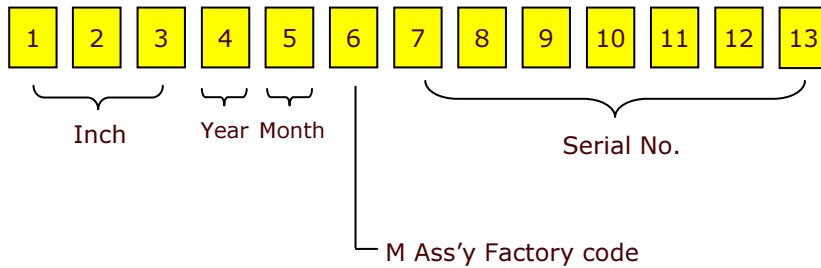 1 2 3 4 5 6 7 8 9 10 11 12 13
Inch Year Month Serial No.
M Ass’y Factory code